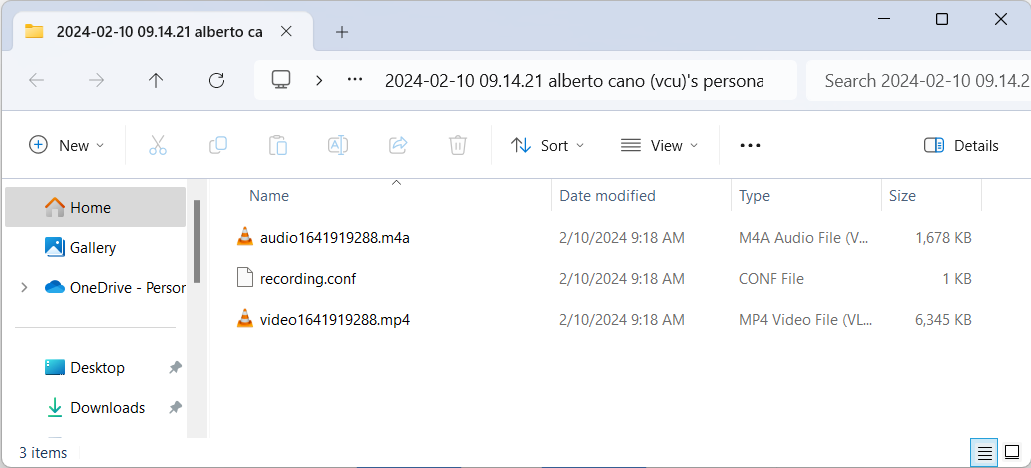 2024-02-10 09.14.21 alberto ca
2024-02-10 09.14.21 alberto cano (vcu)'s persona
Search 2024-02-10 09.14.2
New
Sort
View
Details
Home
Gallery
OneDrive - Person
Desktop
Downloads
Name Date modified Type Size
audio1641919288.m4a 2/10/2024 9:18 AM M4A Audio File (V... 1,678 KB
recording.conf 2/10/2024 9:18 AM CONF File 1 KB
video1641919288.mp4 2/10/2024 9:18 AM MP4 Video File (VL... 6,345 KB
3 items